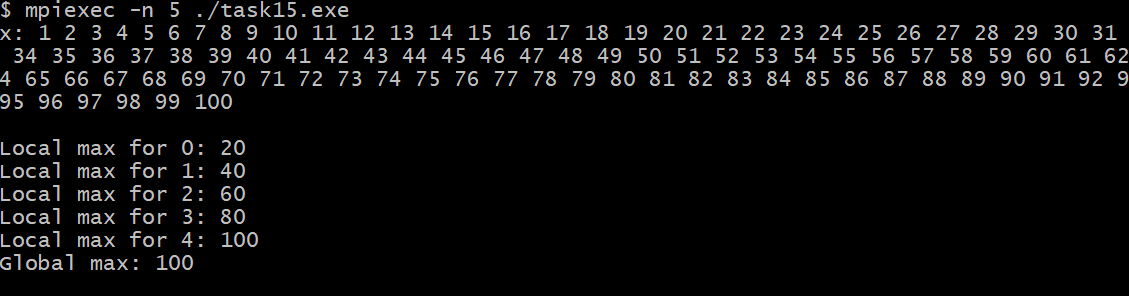 $ mpiexec -n 5 ./task15.exe
x: 1 2 3 4 5 6 7 8 9 10 11 12 13 14 15 16 17 18 19 20 21 22 23 24 25 26 27 28 29 30 31
34 35 36 37 38 39 40 41 42 43 44 45 46 47 48 49 50 51 52 53 54 55 56 57 58 59 60 61 62
4 65 66 67 68 69 70 71 72 73 74 75 76 77 78 79 80 81 82 83 84 85 86 87 88 89 90 91 92 9
95 96 97 98 99 100
Local max for 0: 20
Local max for 1: 40
Local max for 2: 60
Local max for 3: 80
Local max for 4: 100
Global max: 100